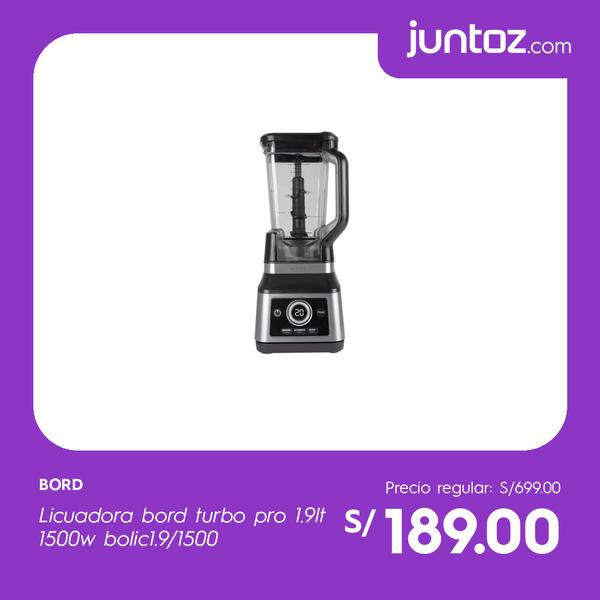 juntoz.com
20
BORD
Licuadora bord turbo pro 1.9lt
1500w bolic1.9/1500
Precio regular: S/699.00
S/189.00